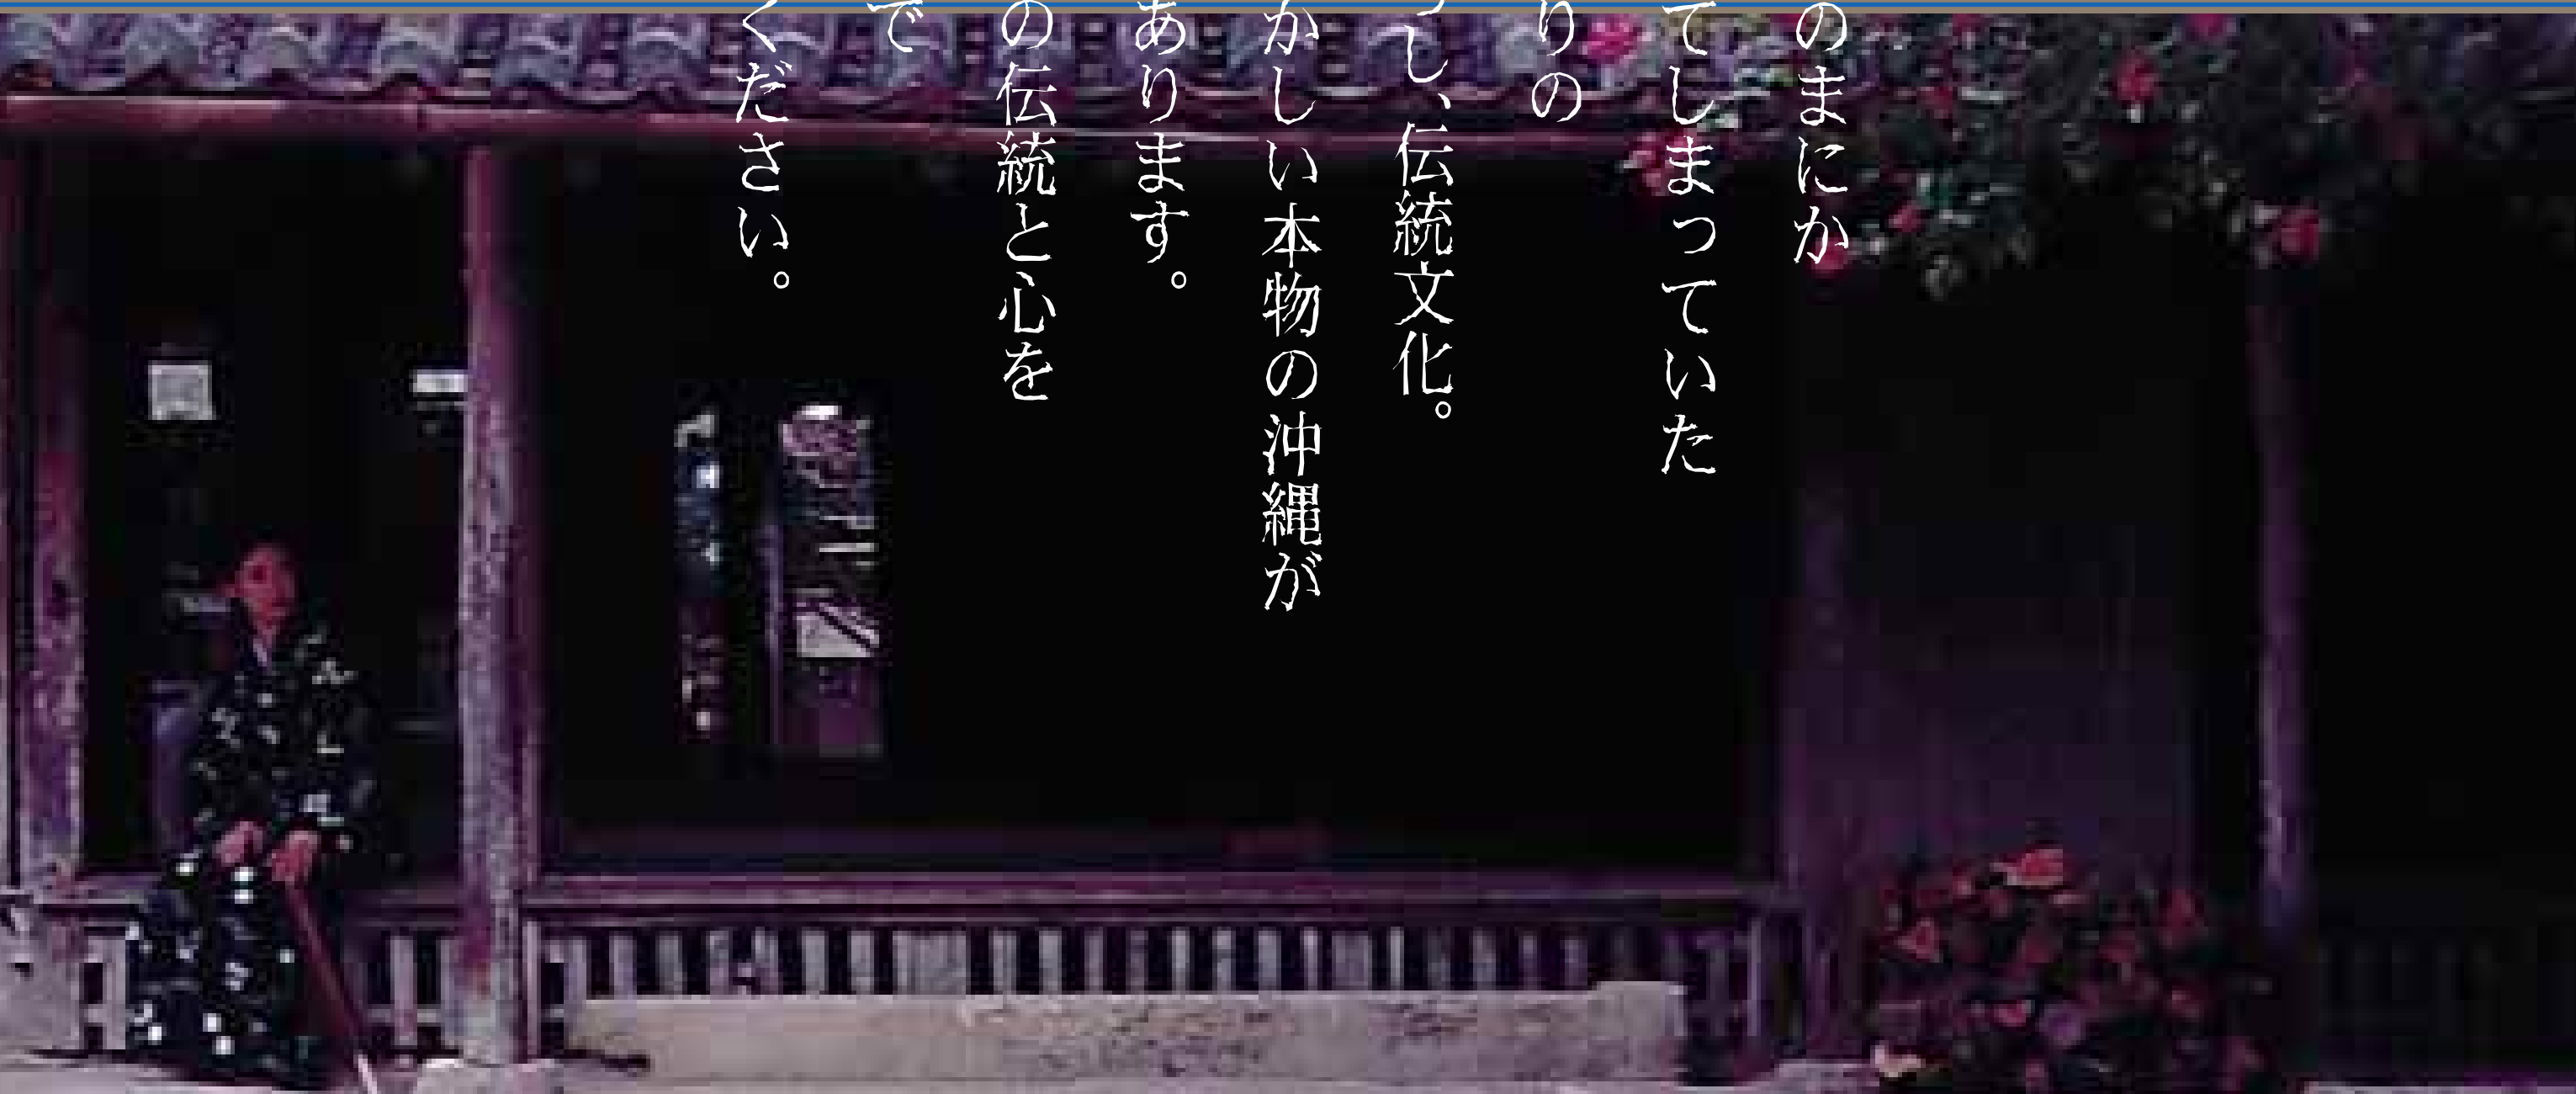 のまにか
てしまっていた
りの
し、伝統文化。
かしい本物の沖縄が
あります。
の伝統と心を
で
ください。